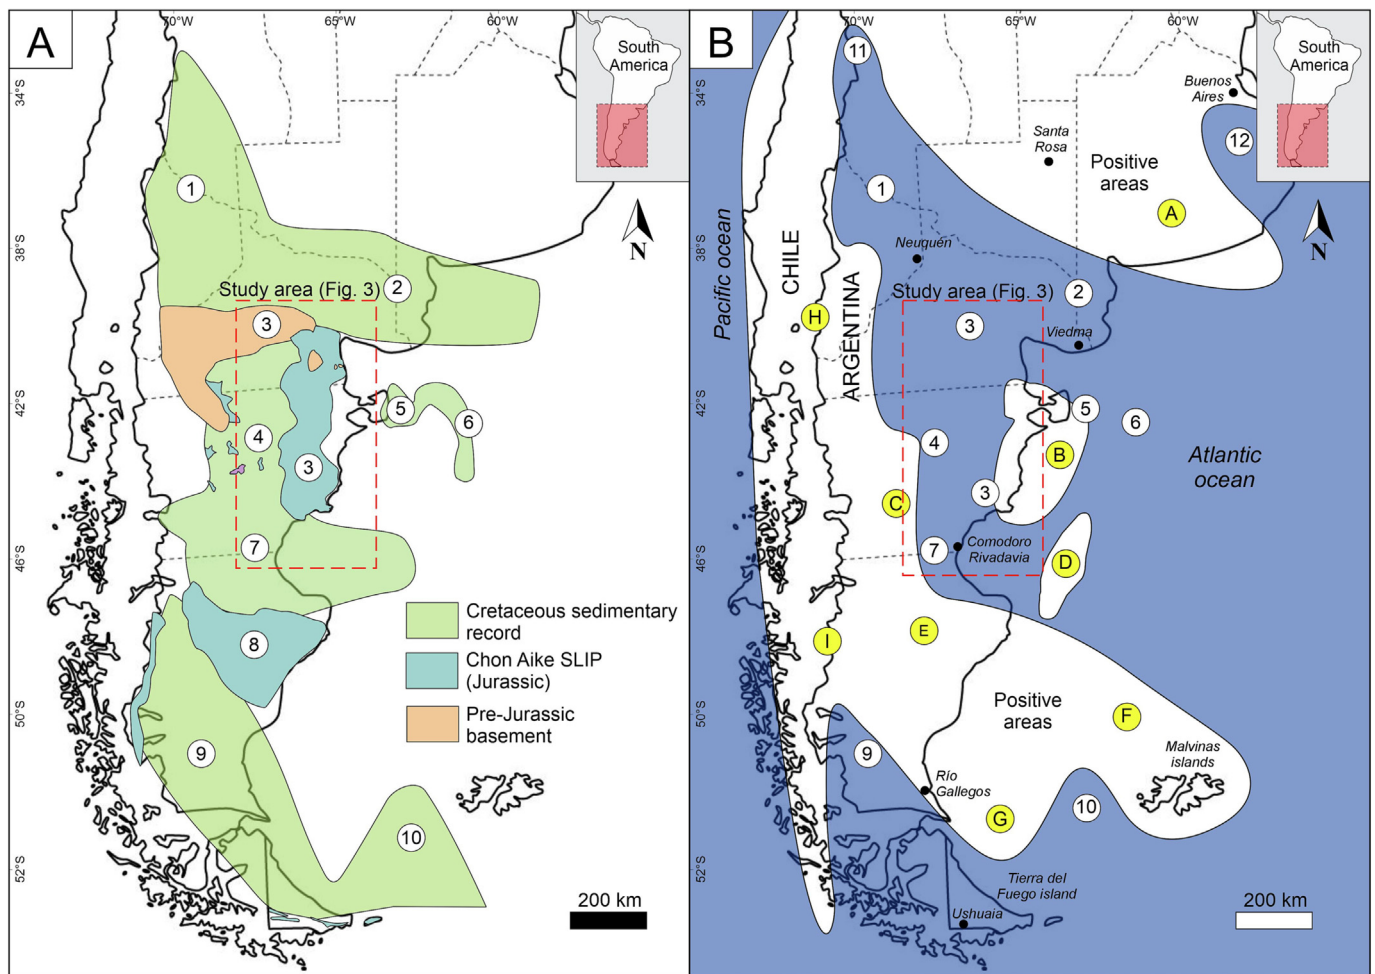 A
70°W
65°W
60°W
South
America
34°S
38°S
42°S
46°S
50°S
52°S
N
1
2
Study area (Fig. 3)
3
4
3
5
6
7
8
9
10
Cretaceous sedimentary
record
Chon Aike SLIP
(Jurassic)
Pre-Jurassic
basement
200 km
B
70°W
65°W
60°W
South
America
34°S
38°S
42°S
46°S
50°S
52°S
N
11
Buenos
Aires
12
Santa
Rosa
Positive
areas
A
1
Pacific ocean
CHILE
ARGENTINA
Neuquén
Study area (Fig. 3)
2
H
3
Viedma
5
6
4
B
Atlantic
ocean
3
C
7
Comodoro
Rivadavia
D
E
I
Positive
areas
F
9
Malvinas
islands
Río
Gallegos
G
10
Tierra del
Fuego island
Ushuaia
200 km